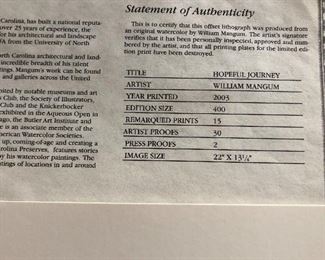 Carolina, has built a national reputa-
over 25 years of experience, the
for his architectural and landscape
FA from the University of North
rth Carolina architectural and land-
incredible breadth of his talent
tings, Mangum's work can be found
and galleries across the United
ibited by notable museums and art
Club, the Society of Illustrators,
Club and the Knickerbocker
exhibited in the Aqueous Open in
ago, the Butler Art Institute and
e is an associate member of the
merican Watercolor Societies.
up, coming-of-age and creating a
rolina Preserves, features stories
by his watercolor paintings. The
tings of locations in and around
Statement of Authenticity
This is to certify that this offset lithograph was produced from
an original watercolor by William Mangum. The artist's signature
verifies that it has been personally inspected, approved and num-
bered by the artist, and that all printing plates for the limited edi-
tion print have been destroyed.
TITLE HOPEFUL JOURNEY
ARTIST WILLIAM MANGUM
YEAR PRINTED 2003
EDITION SIZE 400
REMARQUED PRINTS 15
ARTIST PROOFS 30
PRESS PROOFS 2
IMAGE SIZE